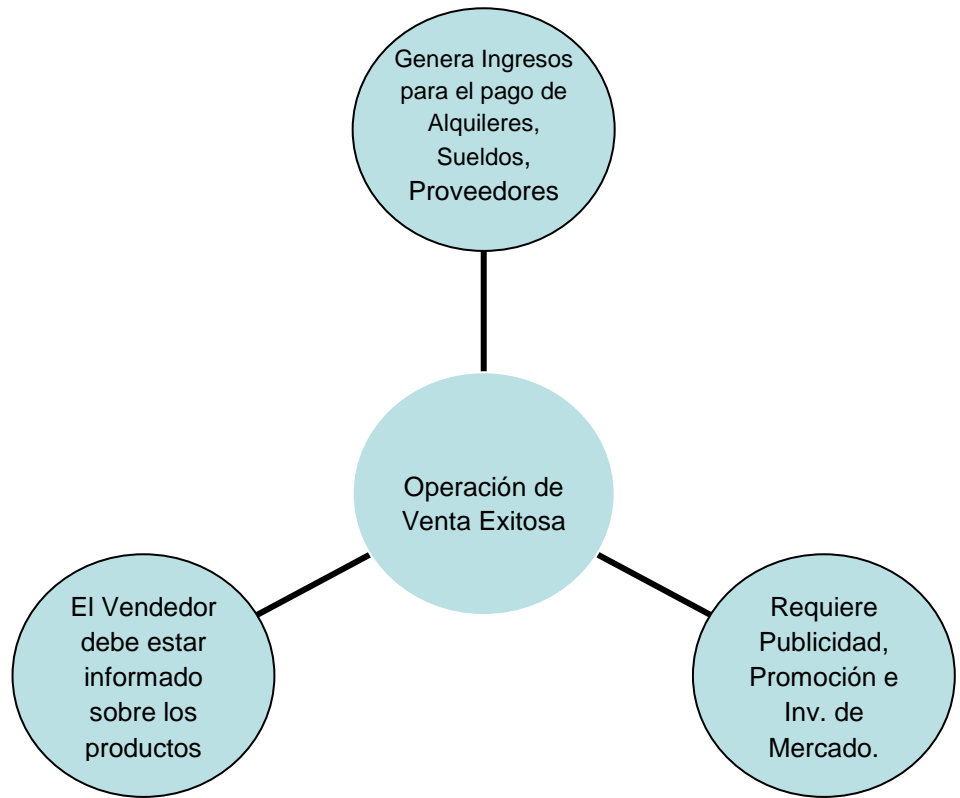 Genera Ingresos
para el pago de
Alquileres,
Sueldos,
Proveedores
Operación de
Venta Exitosa
El Vendedor
debe estar
informado
sobre los
productos
Requiere
Publicidad,
Promoción e
Inv. de
Mercado.